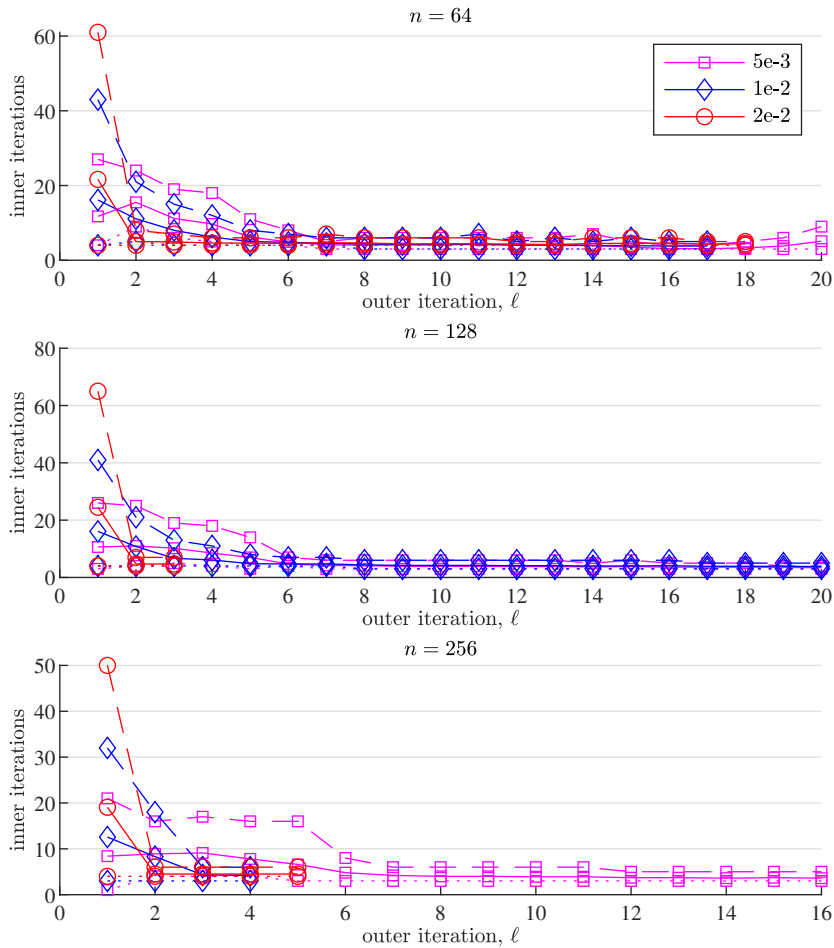 n = 64
60
40
20
0
inner iterations
5e-3
1e-2
2e-2
0 2 4 6 8 10 12 14 16 18 20
outer iteration, ℓ
n = 128
80
60
40
20
0
inner iterations
0 2 4 6 8 10 12 14 16 18 20
outer iteration, ℓ
n = 256
50
40
30
20
10
0
inner iterations
0 2 4 6 8 10 12 14 16
outer iteration, ℓ